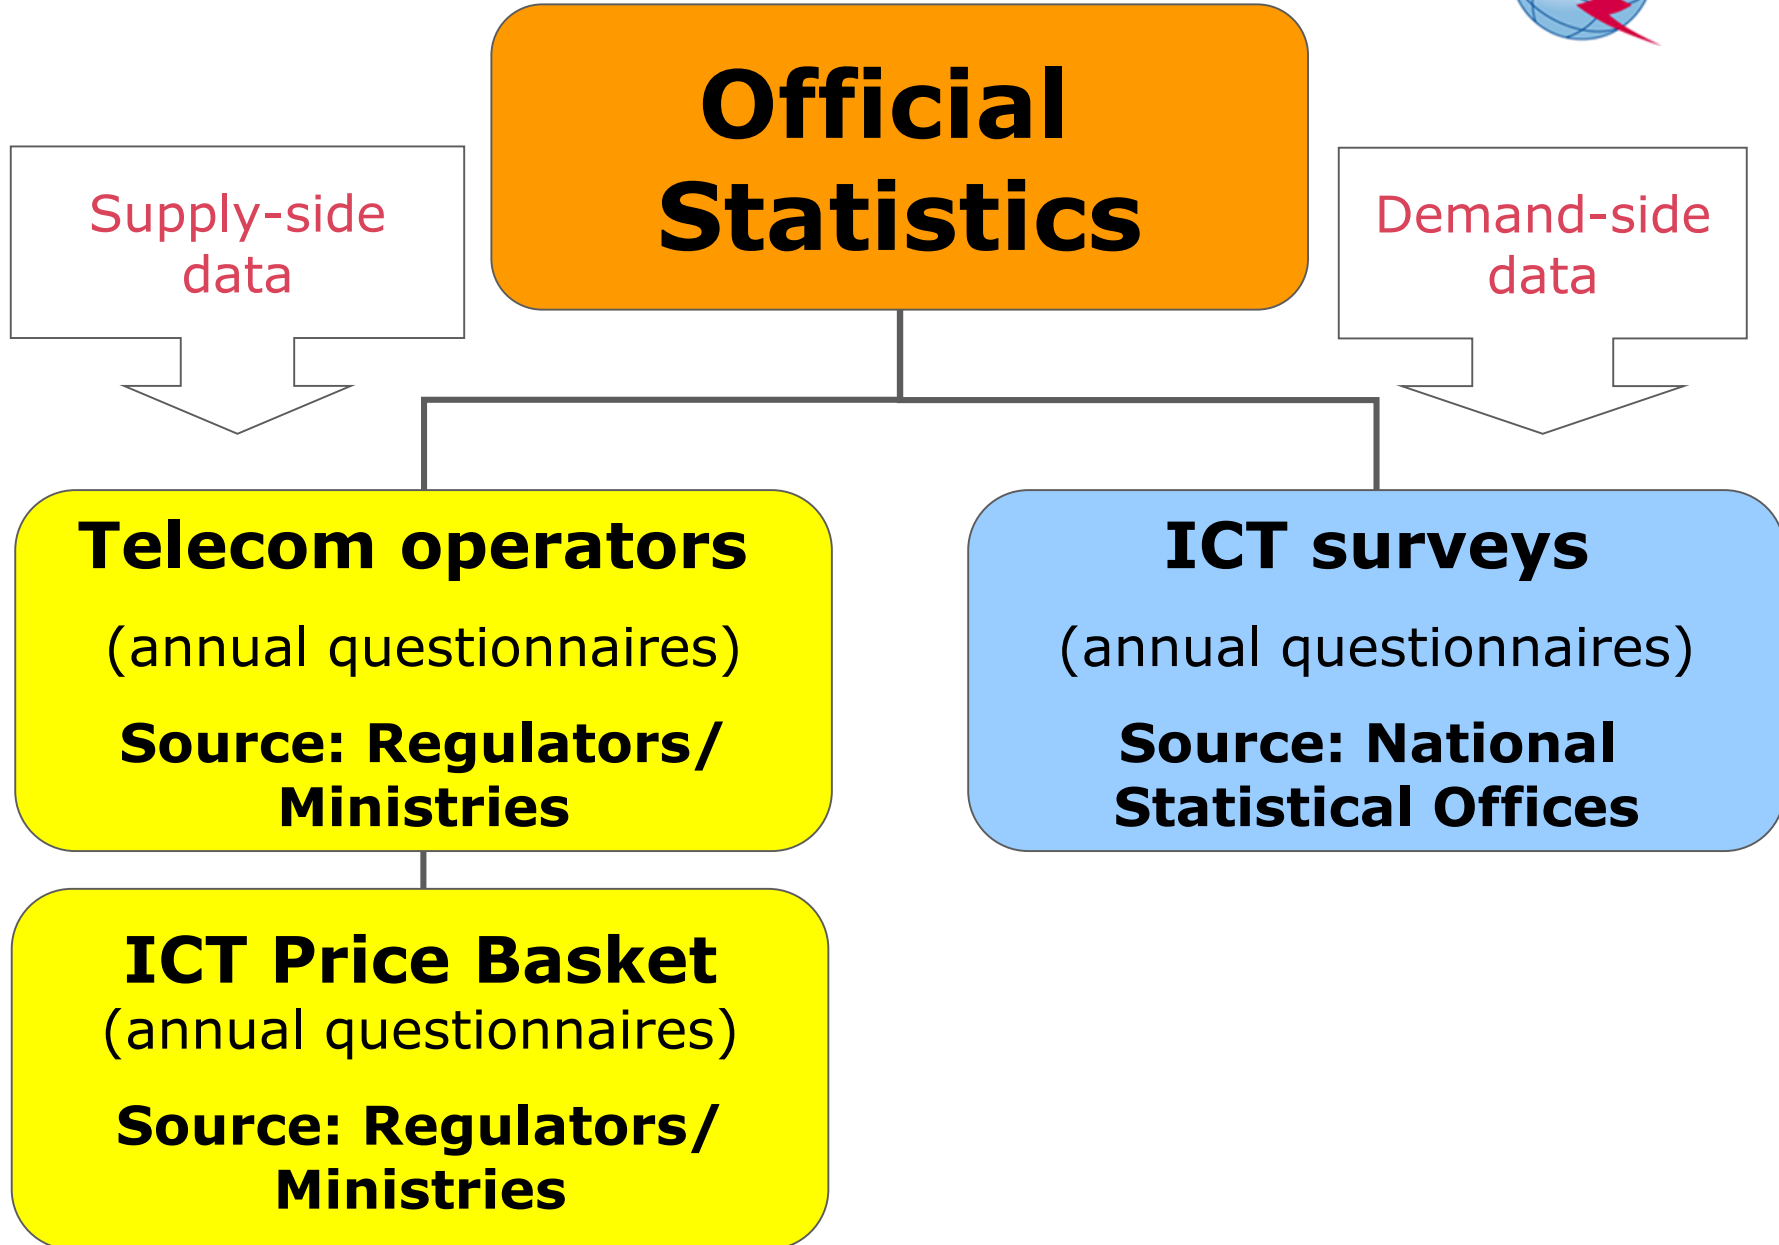 Official
Statistics
Supply-side
data
Demand-side
data
Telecom operators
(annual questionnaires)
Source: Regulators/
Ministries
ICT surveys
(annual questionnaires)
Source: National
Statistical Offices
ICT Price Basket
(annual questionnaires)
Source: Regulators/
Ministries